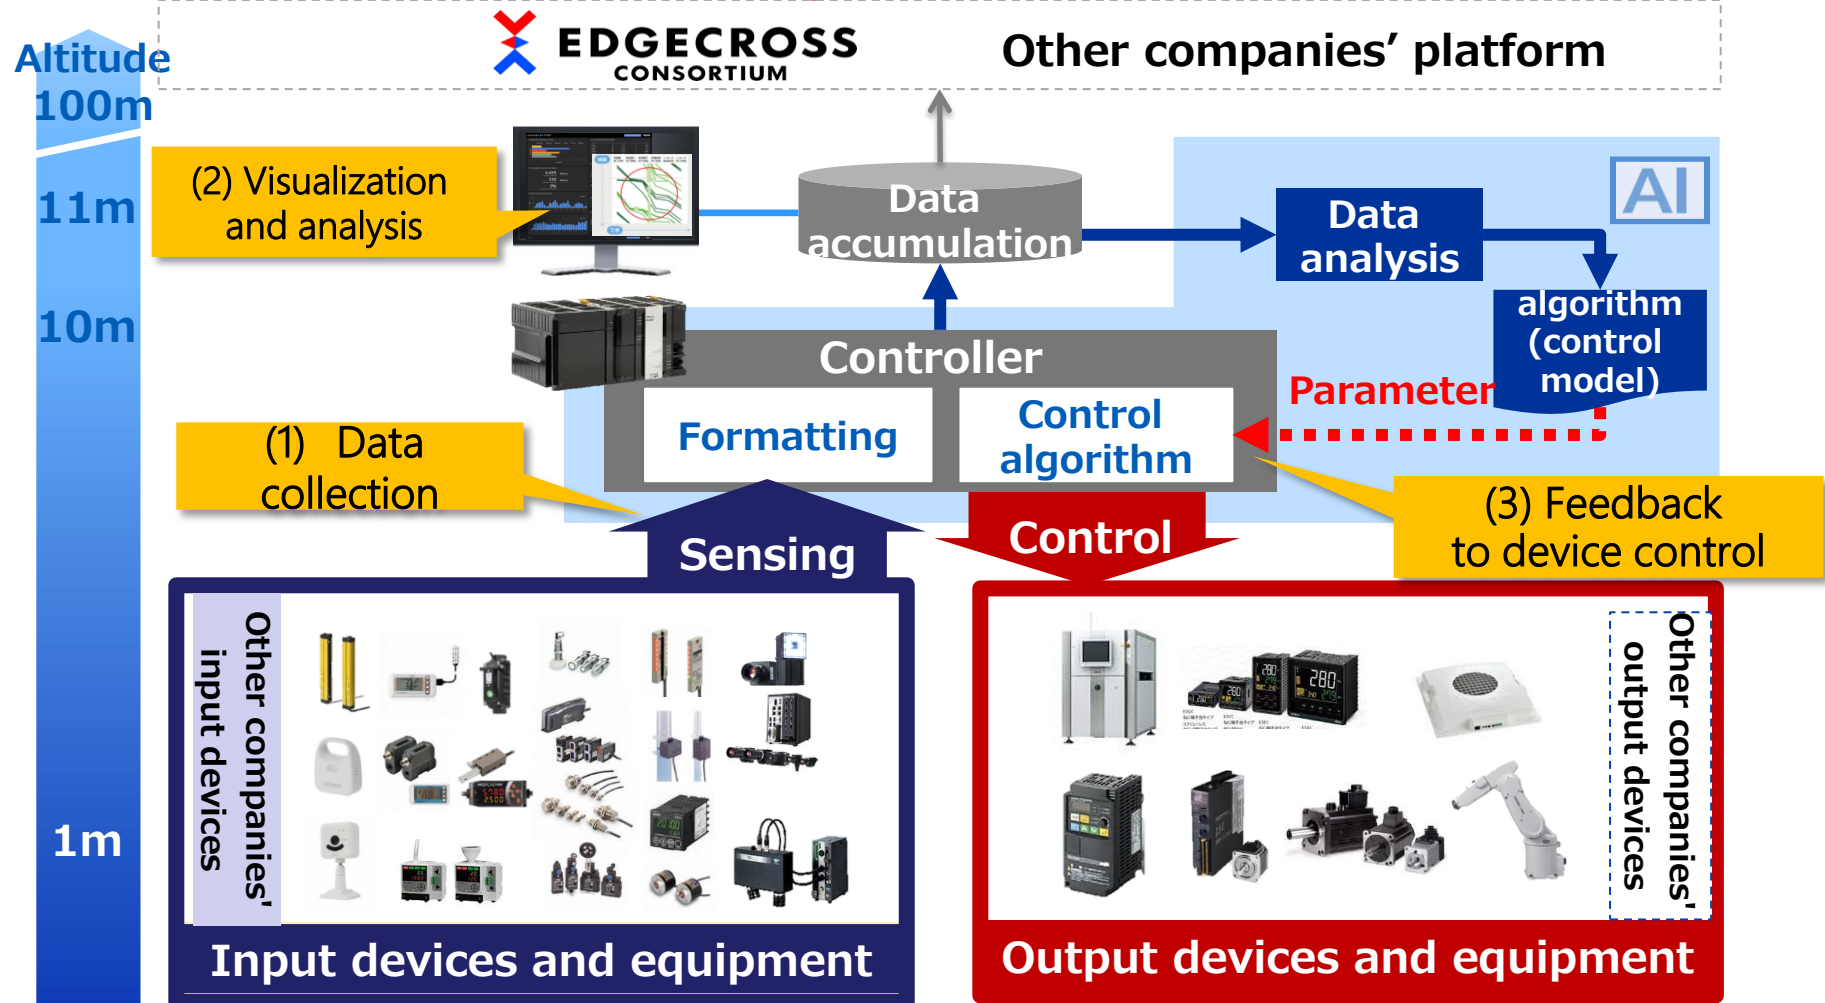 EDGECROSS
CONSORTIUM
Other companies' platform
Altitude
100m
11m
10m
1m
(2) Visualization
and analysis
Data
accumulation
AI
Data
analysis
algorithm
(control
model)
Controller
Formatting
Control
algorithm
Parameter
(1) Data
collection
(3) Feedback
to device control
Sensing
Control
Other companies'
input devices
Other companies'
output devices
Input devices and equipment
Output devices and equipment